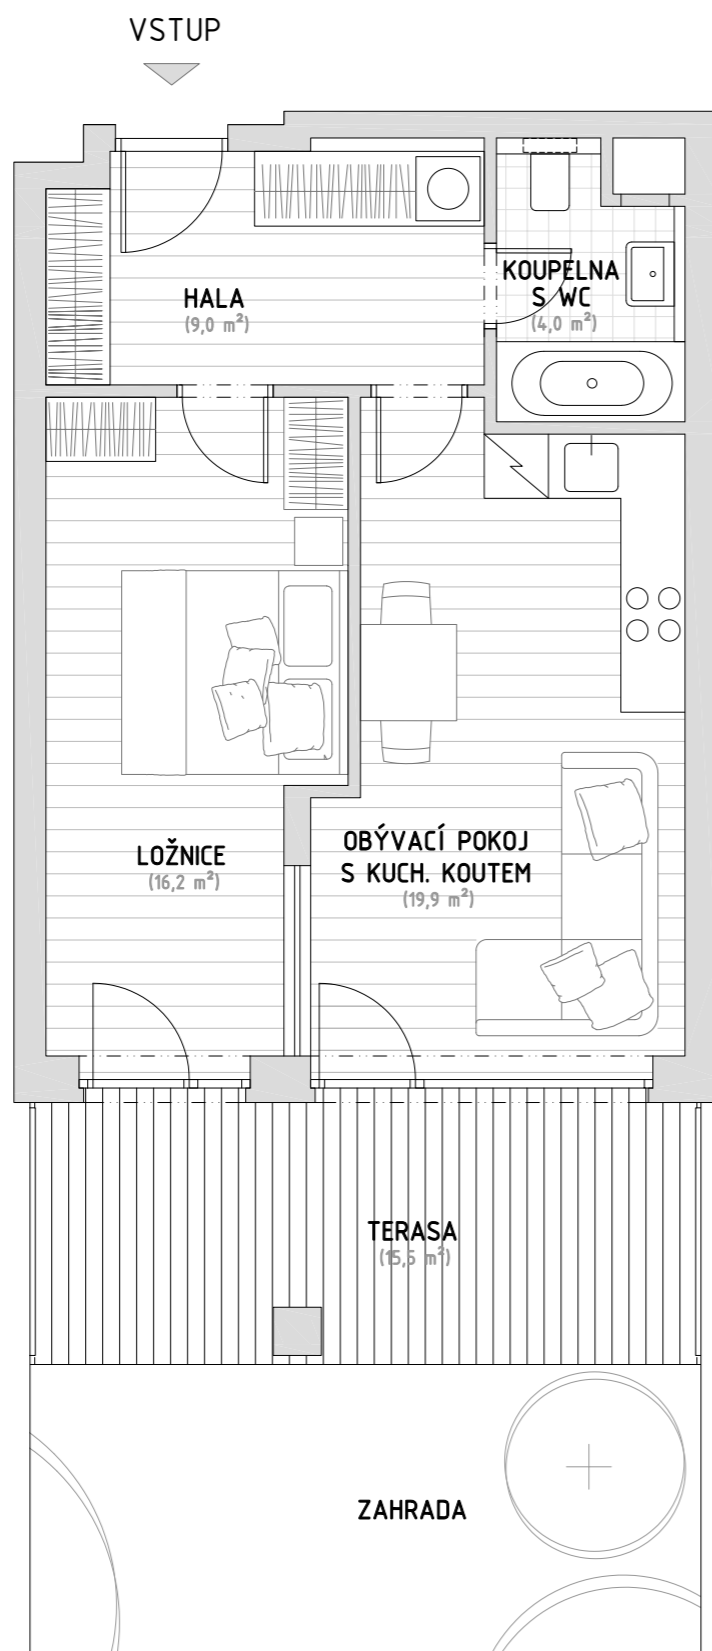 VSTUP
HALA
(9,0 m²)
KOUPELNA
S WC
(4,0 m²)
LOŽNICE
(16,2 m²)
OBÝVACÍ POKOJ
S KUCH. KOUTEM
(19,9 m²)
TERASA
(15,5 m²)
ZAHRADA